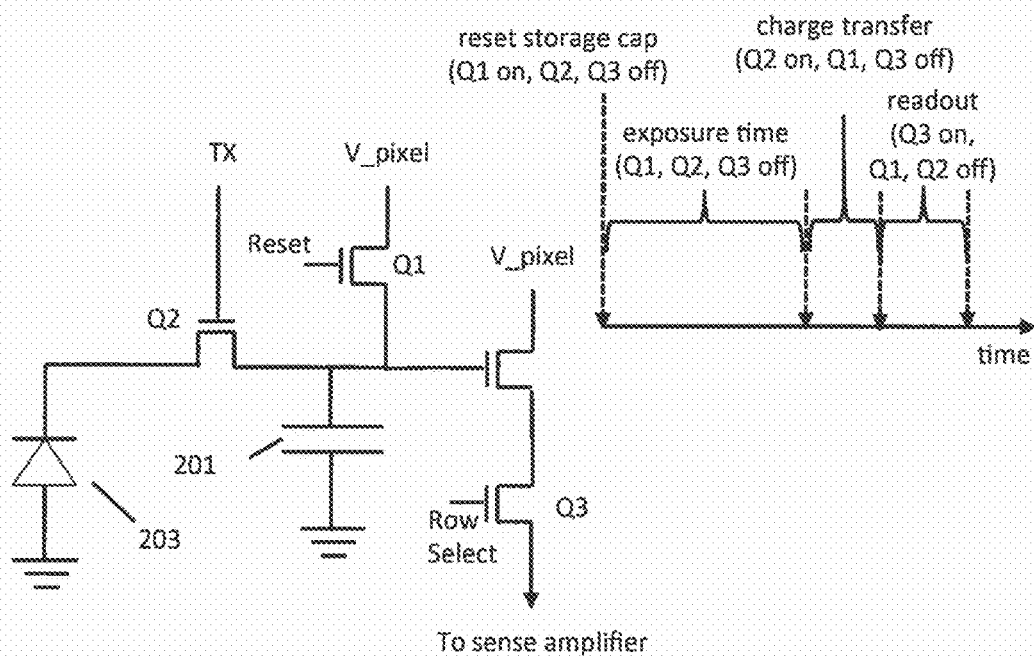 reset storage cap
(Q1 on, Q2, Q3 off)
charge transfer
(Q2 on, Q1, Q3 off)
exposure time
(Q1, Q2, Q3 off)
readout
(Q3 on,
Q1, Q2 off)
time
TX
V_pixel
Reset
Q1
V_pixel
Q2
201
203
Row
Select
Q3
To sense amplifier